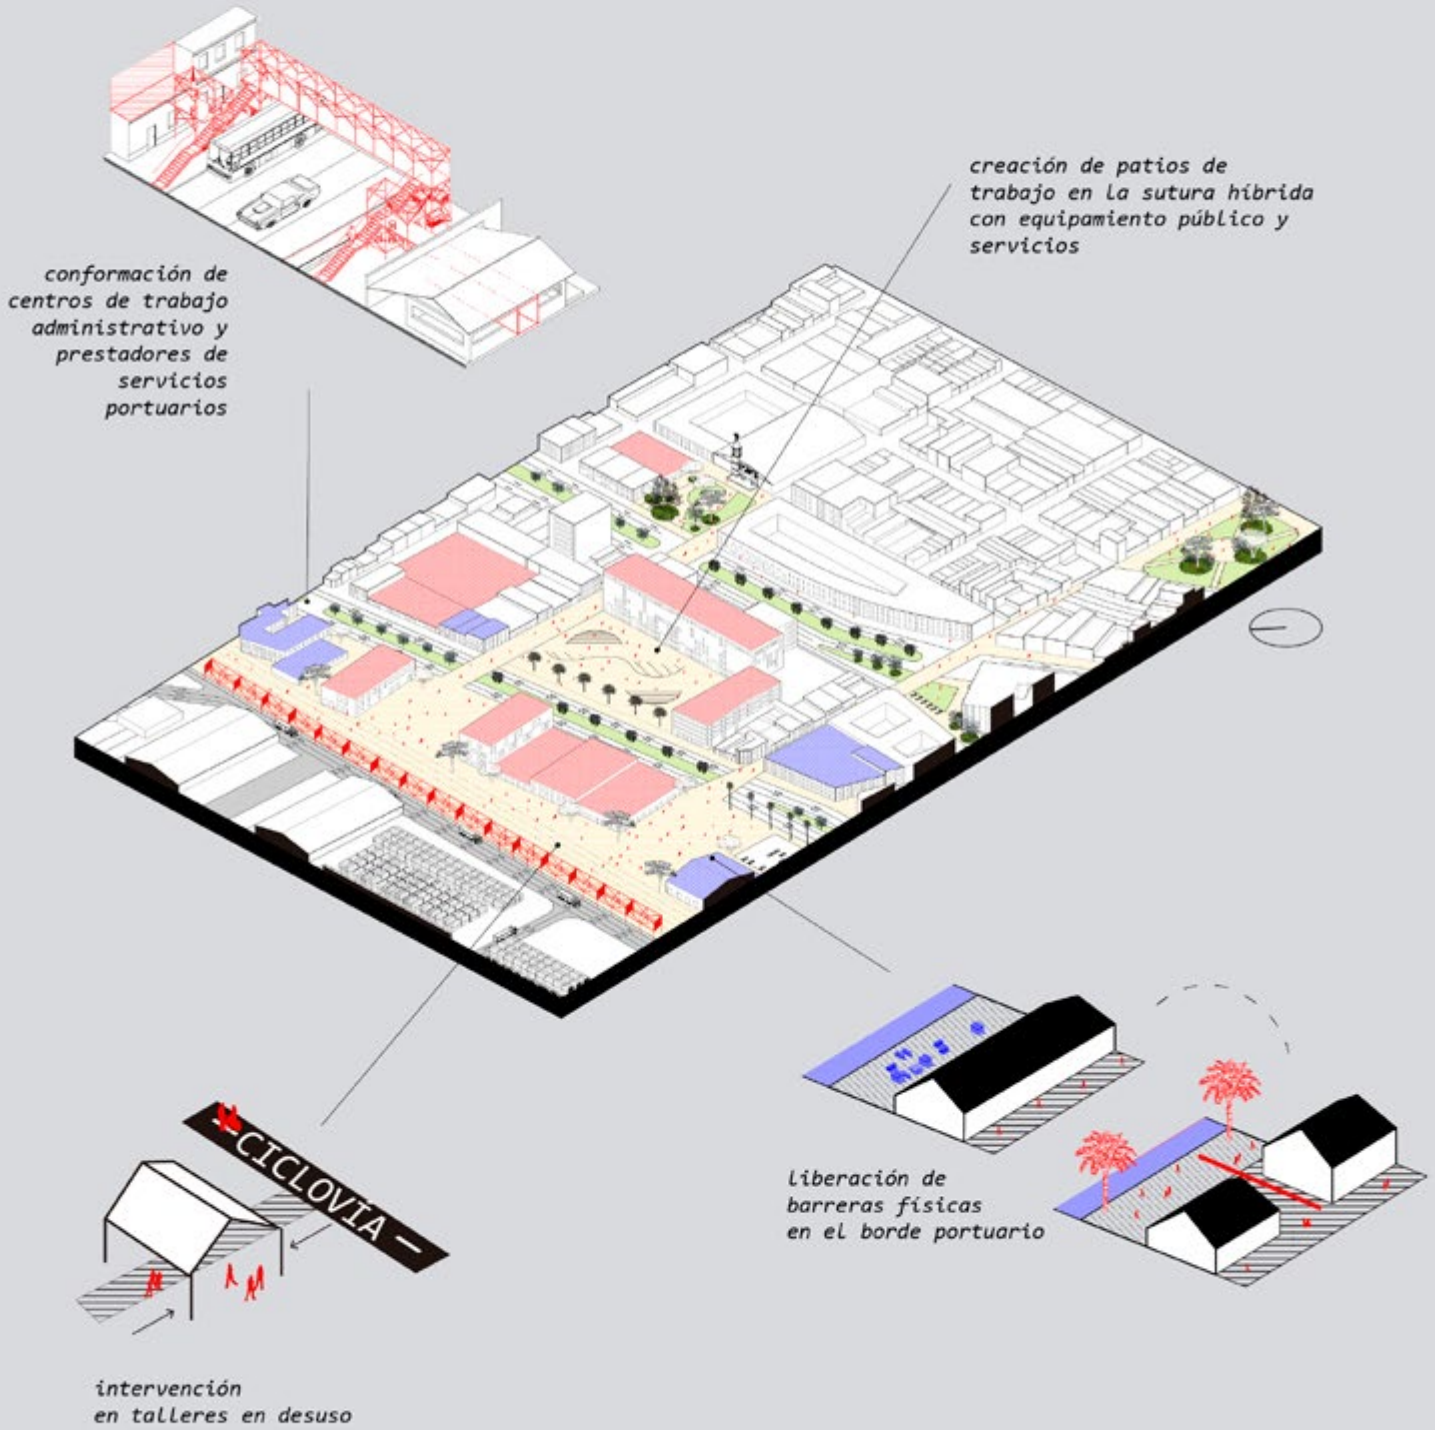 creación de patios de
trabajo en la sutura híbrida
con equipamiento público y
servicios
conformación de
centros de trabajo
administrativo y
prestadores de
servicios
portuarios
CICLOVÍA
liberación de
barreras físicas
en el borde portuario
intervención
en talleres en desuso